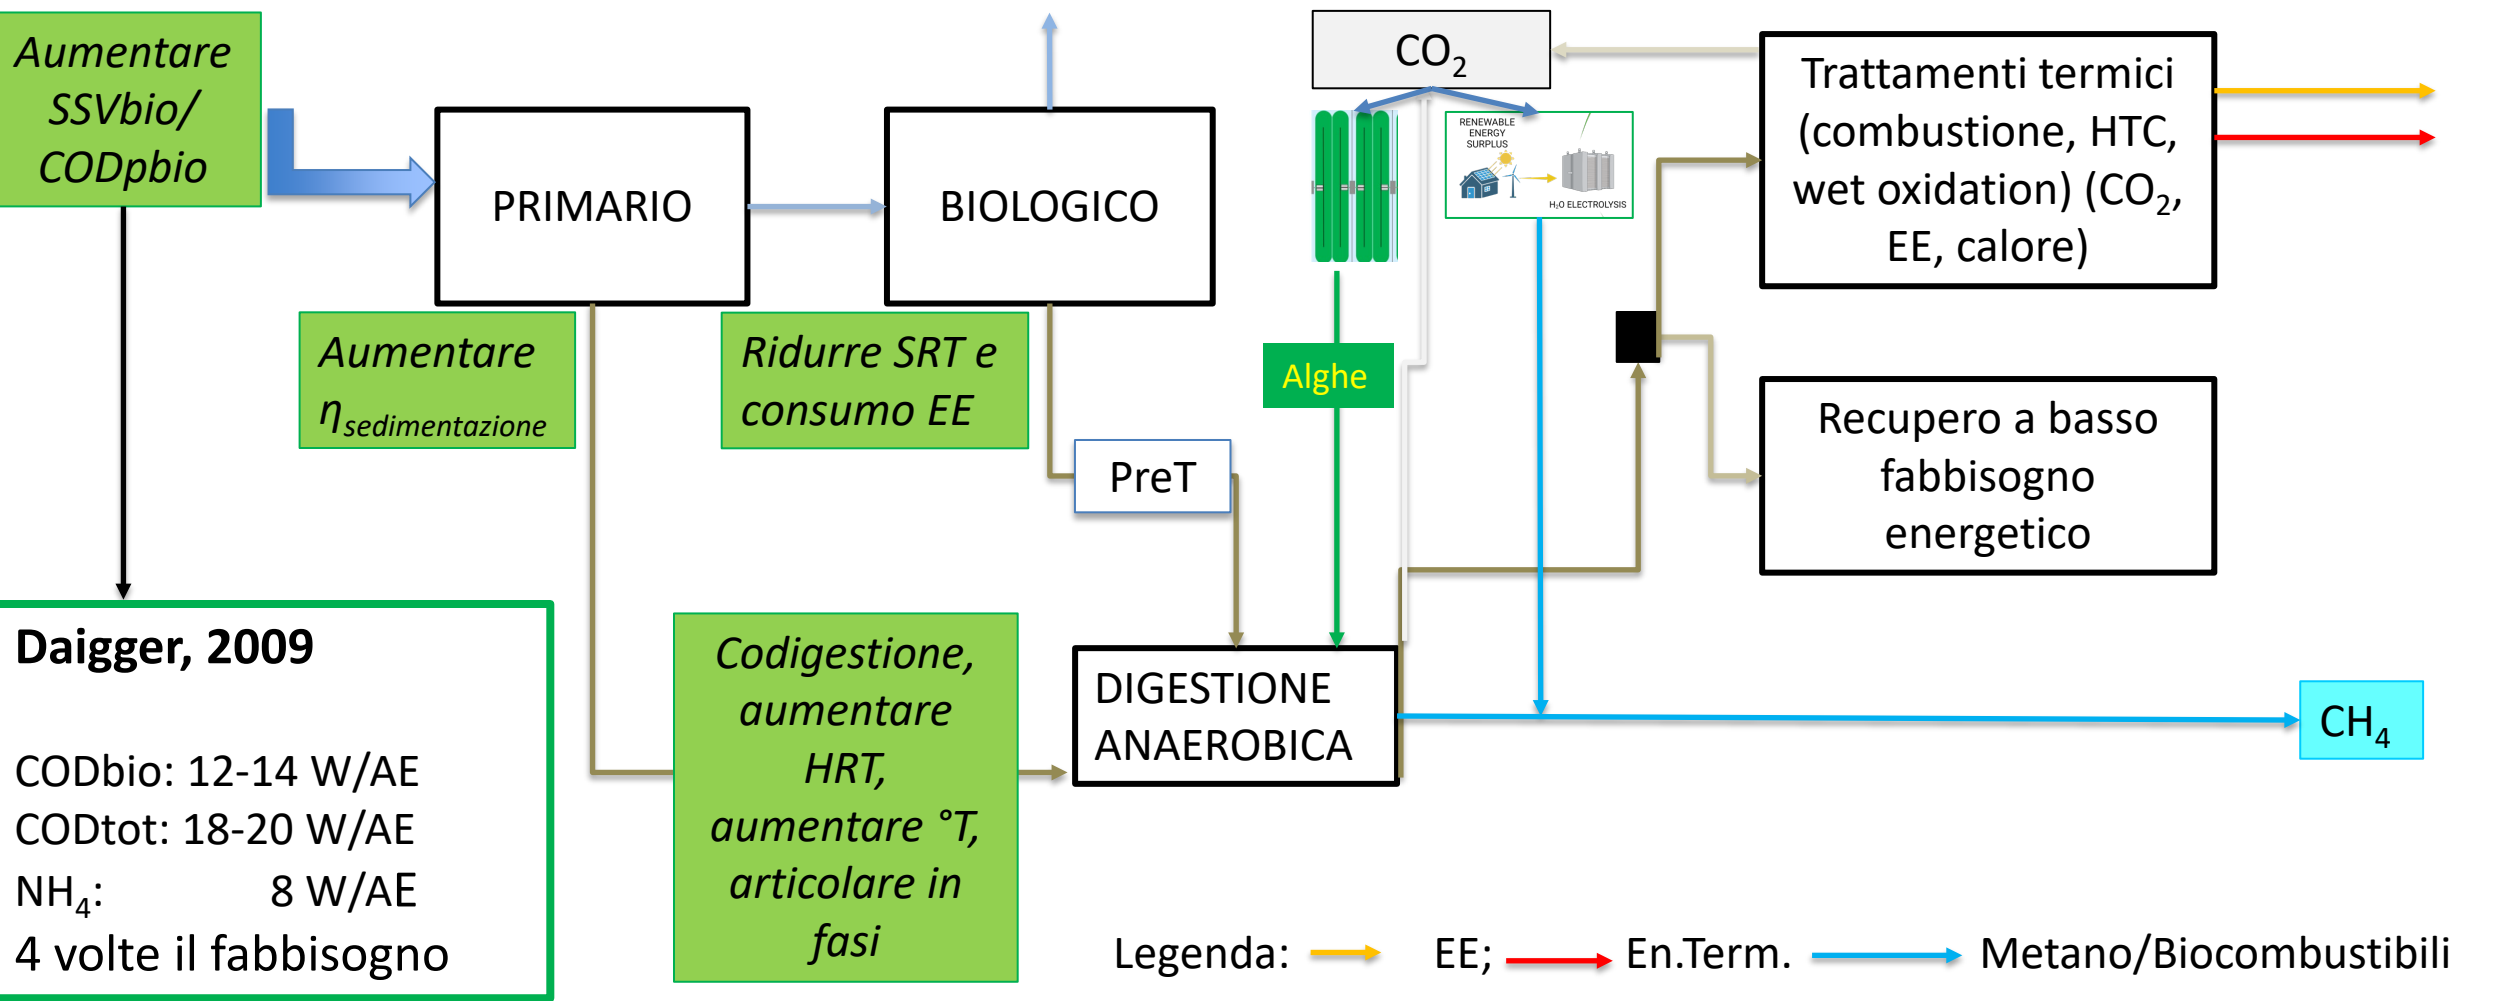 Aumentare
SSVbio/
CODpbio
PRIMARIO
BIOLOGICO
CO₂
RENEWABLE
ENERGY
SURPLUS
H₂O ELECTROLYSIS
Trattamenti termici
(combustione, HTC,
wet oxidation) (CO₂,
EE, calore)
Aumentare
η sedimentazione
Ridurre SRT e
consumo EE
Alghe
PreT
Recupero a basso
fabbisogno
energetico
Daigger, 2009
CODbio: 12-14 W/AE
CODtot: 18-20 W/AE
NH₄: 8 W/AE
4 volte il fabbisogno
Codigestione,
aumentare
HRT,
aumentare °T,
articolare in
fasi
DIGESTIONE
ANAEROBICA
CH₄
Legenda: EE; En.Term. Metano/Biocombustibili